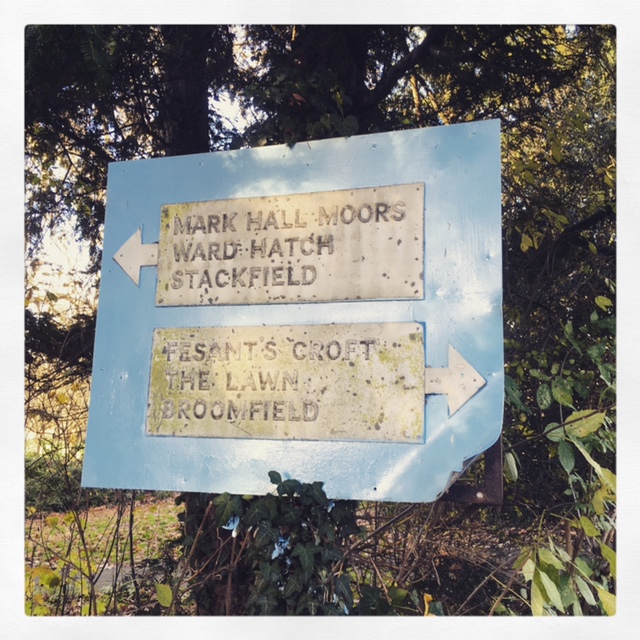 MARK HALL MOORS
WARD HATCH
STACKFIELD
FESANT'S CROFT
THE LAWN
BROOMFIELD